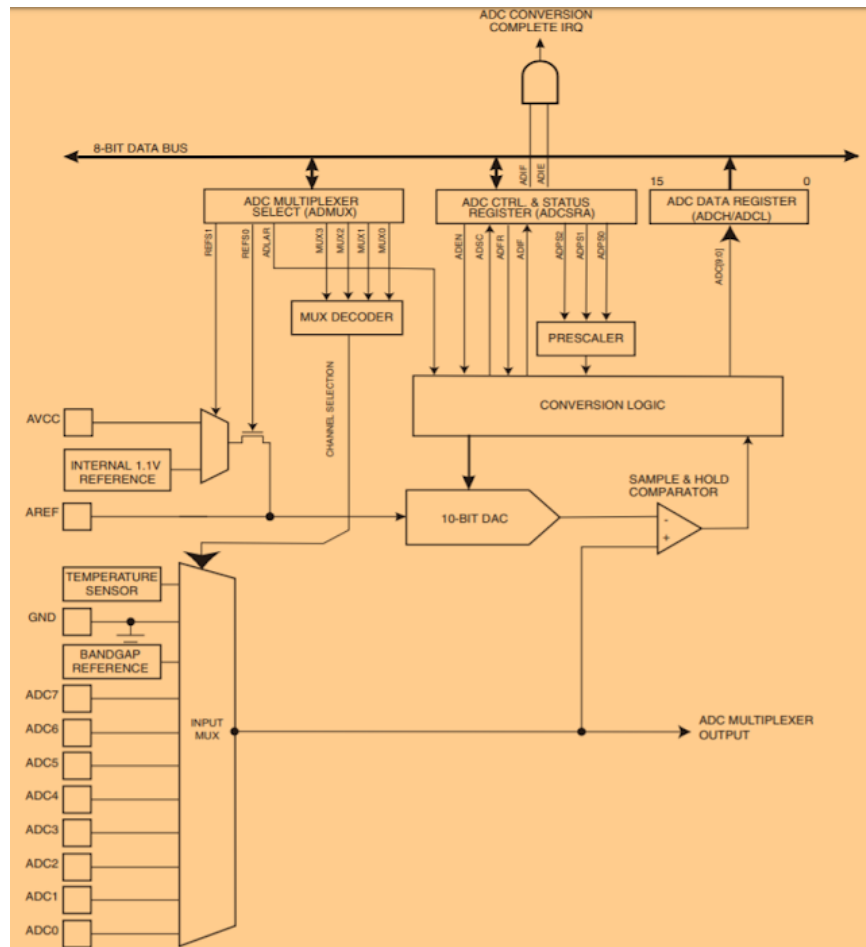 ADC CONVERSION
COMPLETE IRQ
8-BIT DATA BUS
ADIF
ADIE
15
0
ADC MULTIPLEXER
SELECT (ADMUX)
ADC CTRL. & STATUS
REGISTER (ADCSRA)
ADC DATA REGISTER
(ADCH/ADCL)
REFS1
REFS0
ADLAR
MUX3
MUX2
MUX1
MUX0
ADEN
ADSC
ADFR
ADIF
ADPS2
ADPS1
ADPS0
ADC[9:0]
MUX DECODER
PRESCALER
CHANNEL SELECTION
CONVERSION LOGIC
AVCC
INTERNAL 1.1V
REFERENCE
SAMPLE & HOLD
COMPARATOR
AREF
10-BIT DAC
-
+
TEMPERATURE
SENSOR
GND
BANDGAP
REFERENCE
ADC7
ADC6
INPUT
MUX
ADC MULTIPLEXER
OUTPUT
ADC5
ADC4
ADC3
ADC2
ADC1
ADC0